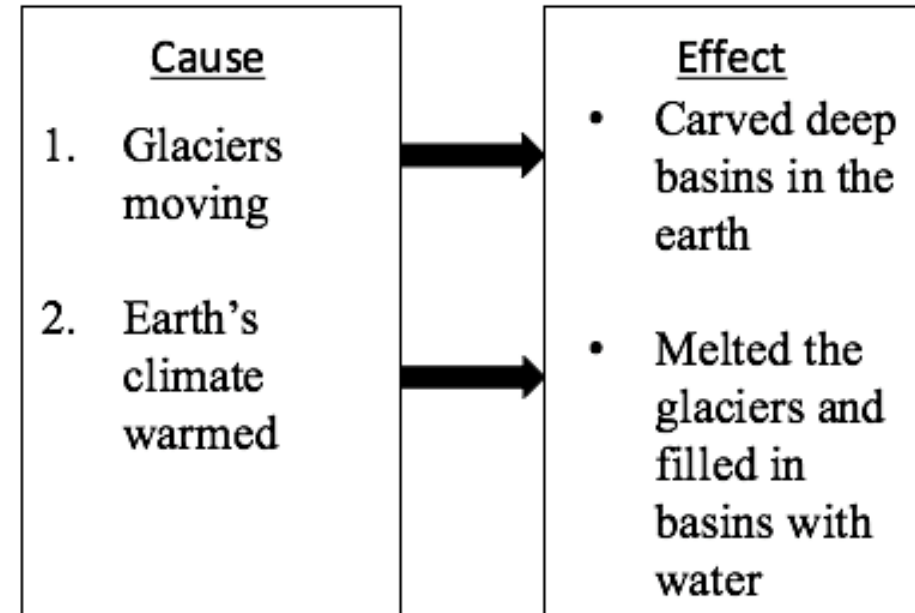 Cause
1. Glaciers
moving
2. Earth's
climate
warmed
Effect
• Carved deep
basins in the
earth
• Melted the
glaciers and
filled in
basins with
water